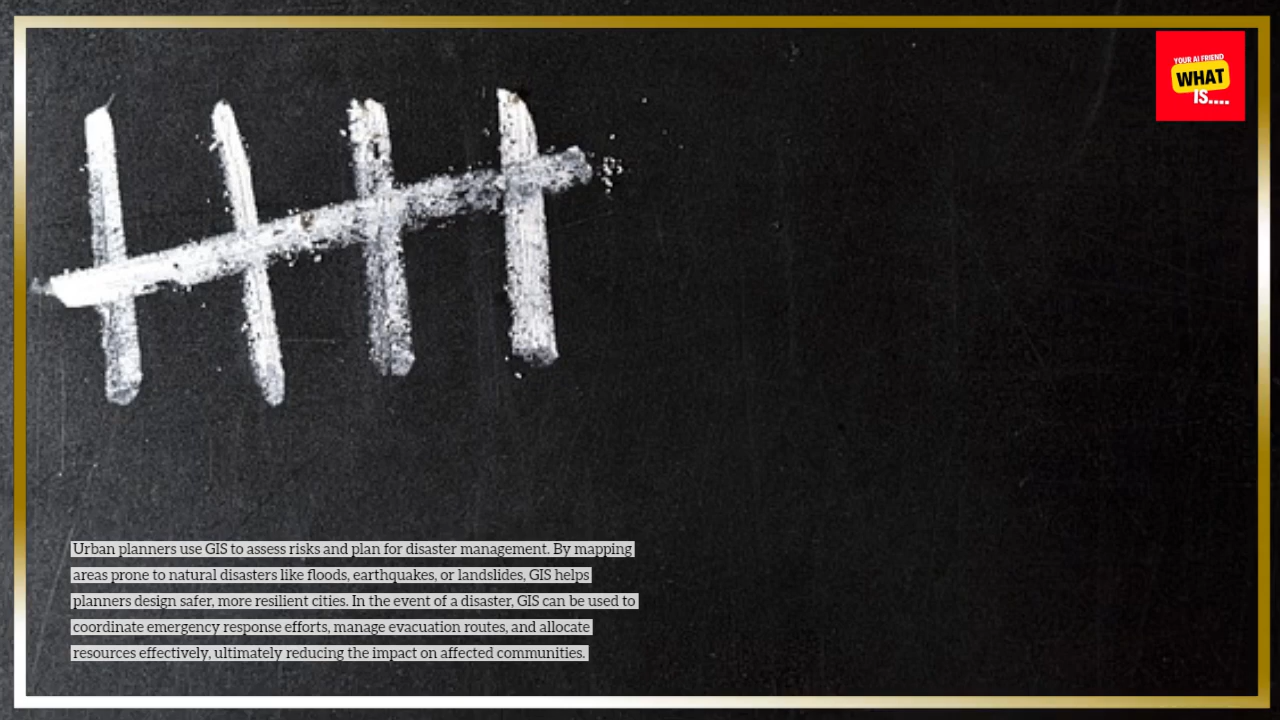 YOUR AI FRIEND
WHAT
IS....
Urban planners use GIS to assess risks and plan for disaster management. By mapping
areas prone to natural disasters like floods, earthquakes, or landslides, GIS helps
planners design safer, more resilient cities. In the event of a disaster, GIS can be used to
coordinate emergency response efforts, manage evacuation routes, and allocate
resources effectively, ultimately reducing the impact on affected communities.